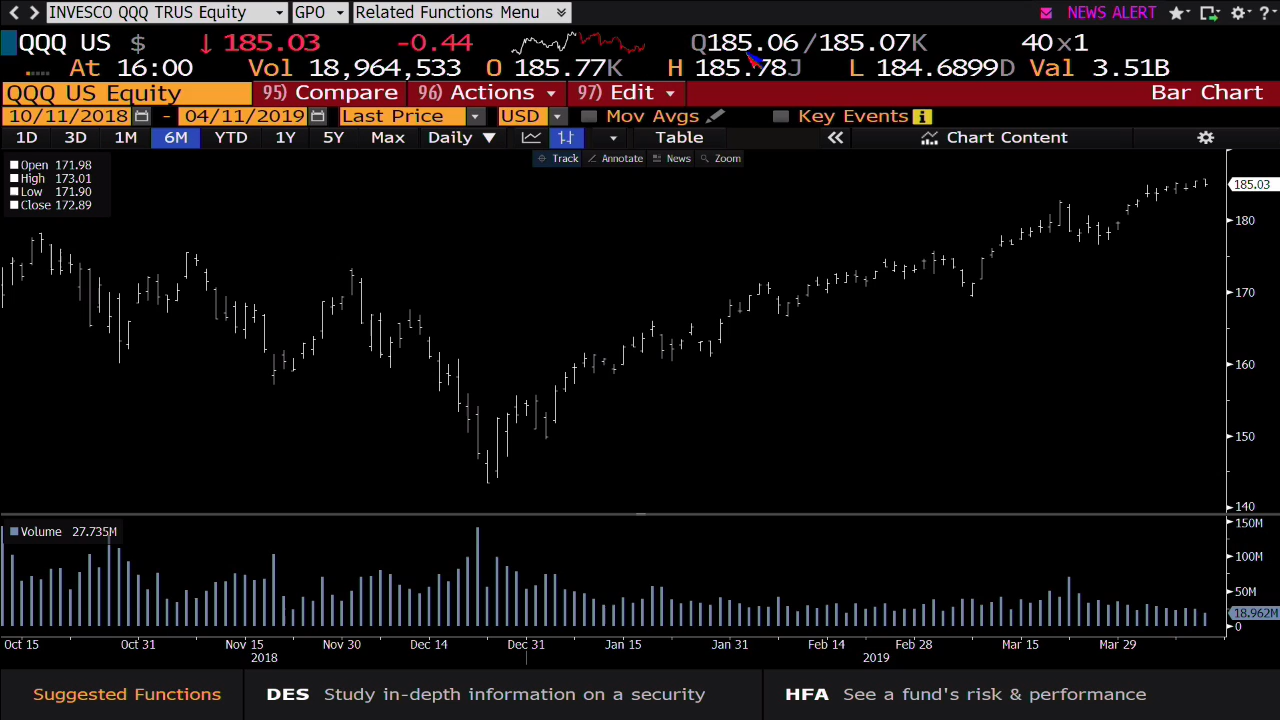 INVESCO QQQ TRUS Equity GPO Related Functions Menu NEWS ALERT ?
QQQ US $ ↓ 185.03 -0.44 Q185.06 / 185.07K 40 x 1
At 16:00 Vol 18,964,533 O 185.77K H 185.78J L 184.6899D Val 3.51B
QQQ US Equity 95) Compare 96) Actions 97) Edit Bar Chart
10/11/2018 - 04/11/2019 Last Price USD Mov Avgs Key Events i
1D 3D 1M 6M YTD 1Y 5Y Max Daily ▼ Table « Chart Content
Track Annotate News Zoom
Open 171.98
High 173.01
Low 171.90
Close 172.89
185.03
180
170
160
150
140
Volume 27.735M
150M
100M
50M
18.962M
0
Oct 15 Oct 31 Nov 15 Nov 30 Dec 14 Dec 31 Jan 15 Jan 31 Feb 14 Feb 28 Mar 15 Mar 29
2018 2019
Suggested Functions DES Study in-depth information on a security HFA See a fund's risk & performance